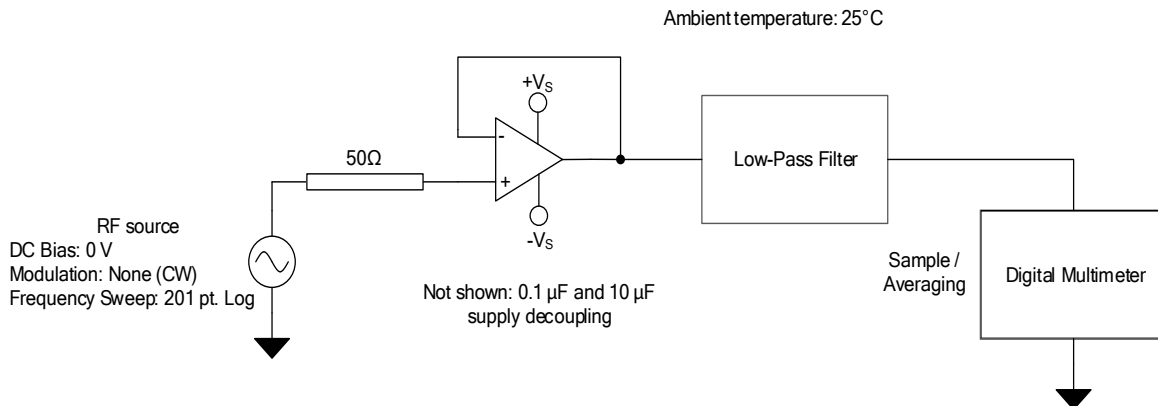 Ambient temperature: 25°C
+VS
-
50Ω
+
Low-Pass Filter
-VS
RF source
DC Bias: 0 V
Modulation: None (CW)
Frequency Sweep: 201 pt. Log
Not shown: 0.1 µF and 10 µF
supply decoupling
Sample /
Averaging
Digital Multimeter